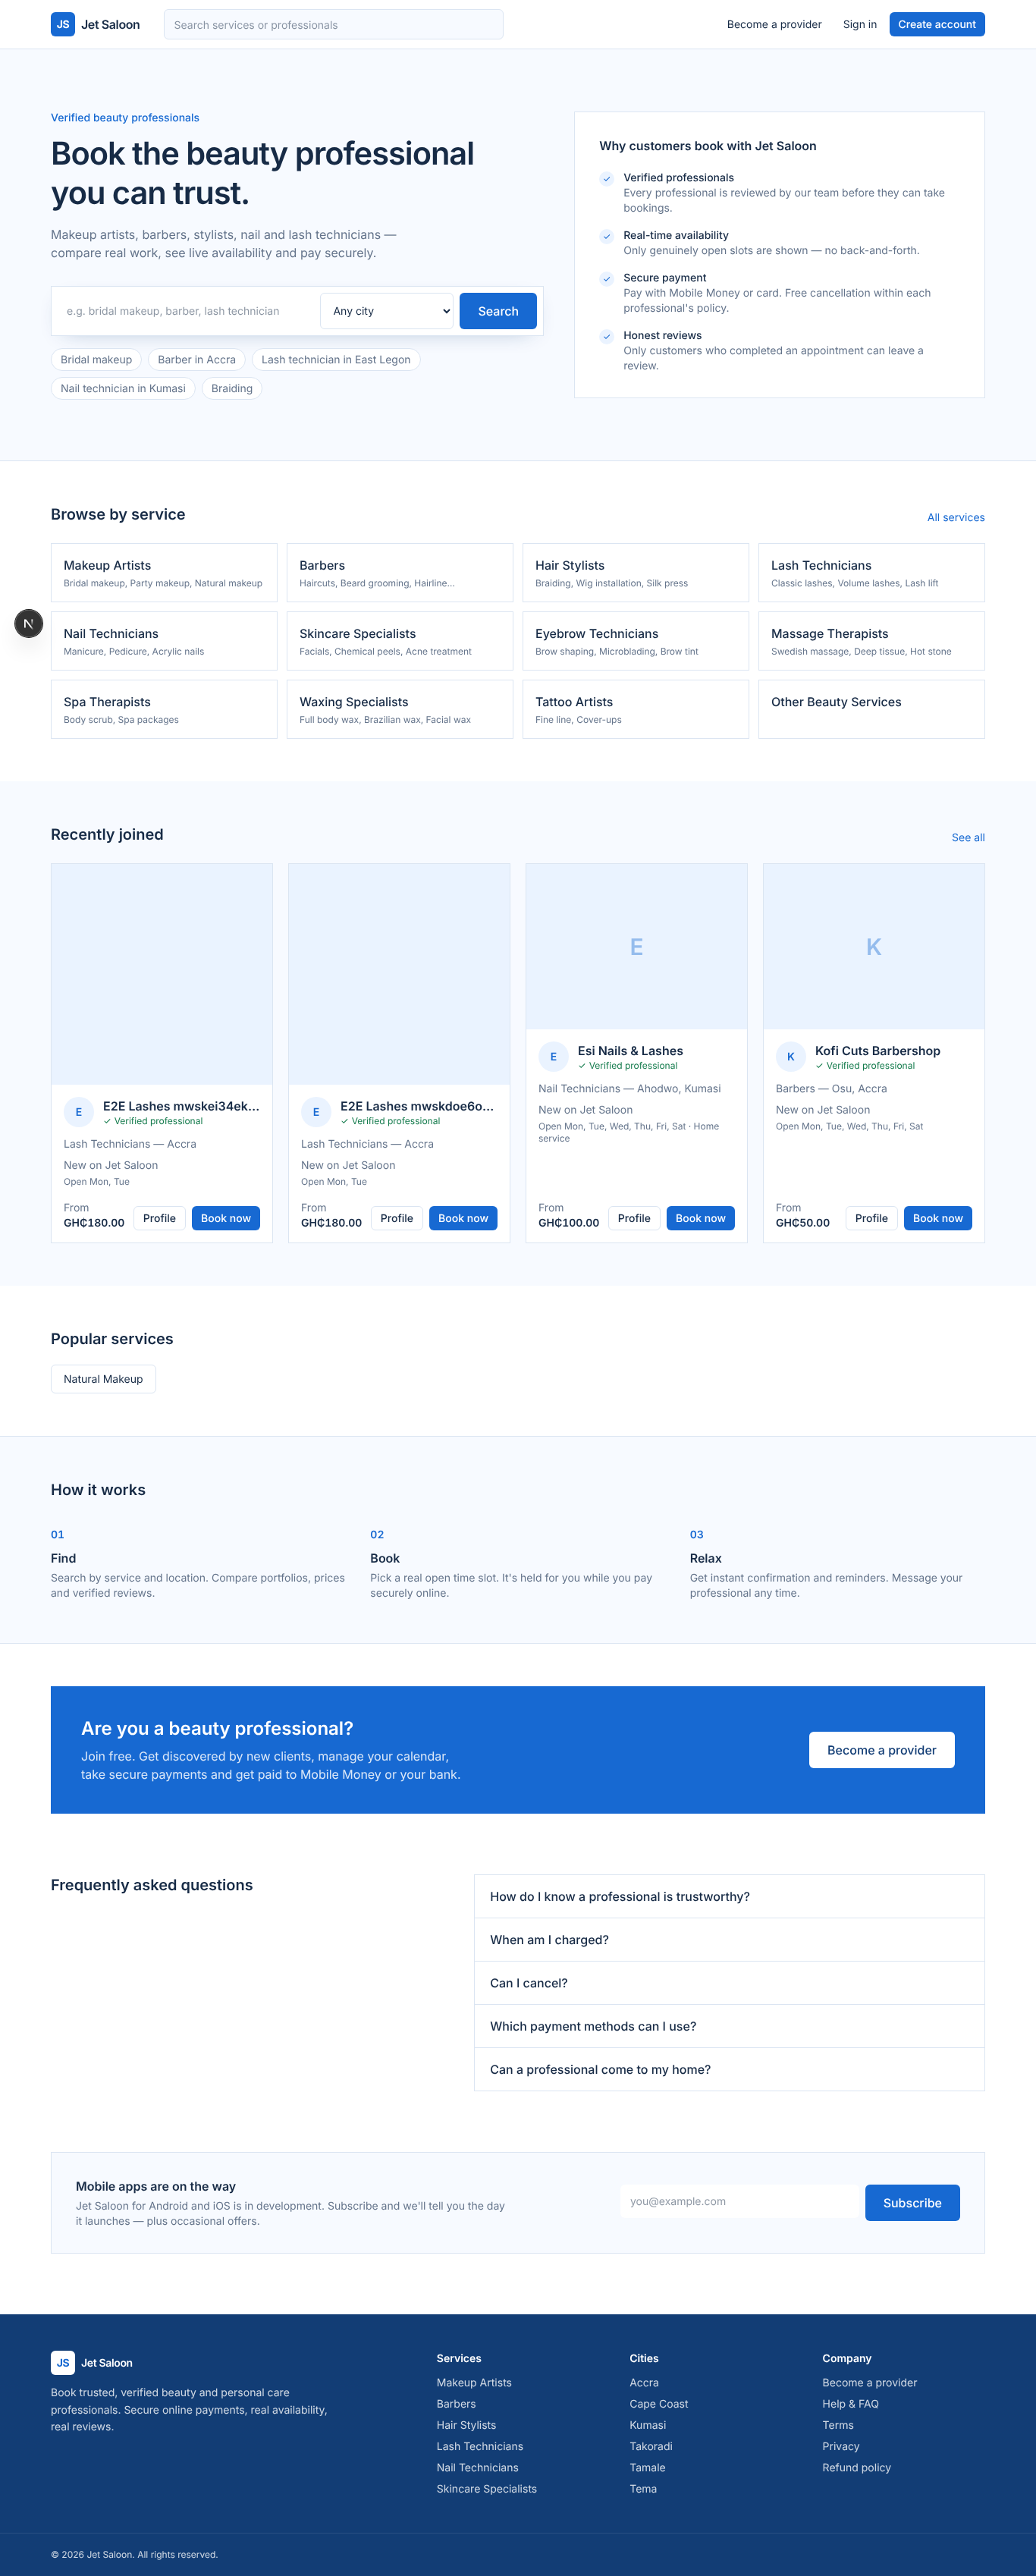 JS Jet Saloon
Search services or professionals
Become a provider
Sign in
Create account
Verified beauty professionals
Book the beauty professional
you can trust.
Makeup artists, barbers, stylists, nail and lash technicians —
compare real work, see live availability and pay securely.
e.g. bridal makeup, barber, lash technician
Any city
Search
Bridal makeup
Barber in Accra
Lash technician in East Legon
Nail technician in Kumasi
Braiding
Why customers book with Jet Saloon
Verified professionals
Every professional is reviewed by our team before they can take
bookings.
Real-time availability
Only genuinely open slots are shown — no back-and-forth.
Secure payment
Pay with Mobile Money or card. Free cancellation within each
professional's policy.
Honest reviews
Only customers who completed an appointment can leave a
review.
Browse by service
All services
Makeup Artists
Bridal makeup, Party makeup, Natural makeup
Barbers
Haircuts, Beard grooming, Hairline...
Hair Stylists
Braiding, Wig installation, Silk press
Lash Technicians
Classic lashes, Volume lashes, Lash lift
N
Nail Technicians
Manicure, Pedicure, Acrylic nails
Skincare Specialists
Facials, Chemical peels, Acne treatment
Eyebrow Technicians
Brow shaping, Microblading, Brow tint
Massage Therapists
Swedish massage, Deep tissue, Hot stone
Spa Therapists
Body scrub, Spa packages
Waxing Specialists
Full body wax, Brazilian wax, Facial wax
Tattoo Artists
Fine line, Cover-ups
Other Beauty Services
Recently joined
See all
E
E2E Lashes mwskei34ek...
✓ Verified professional
Lash Technicians — Accra
New on Jet Saloon
Open Mon, Tue
From
GH₵180.00
Profile
Book now
E
E2E Lashes mwskdoe6o...
✓ Verified professional
Lash Technicians — Accra
New on Jet Saloon
Open Mon, Tue
From
GH₵180.00
Profile
Book now
E
E
Esi Nails & Lashes
✓ Verified professional
Nail Technicians — Ahodwo, Kumasi
New on Jet Saloon
Open Mon, Tue, Wed, Thu, Fri, Sat · Home
service
From
GH₵100.00
Profile
Book now
K
K
Kofi Cuts Barbershop
✓ Verified professional
Barbers — Osu, Accra
New on Jet Saloon
Open Mon, Tue, Wed, Thu, Fri, Sat
From
GH₵50.00
Profile
Book now
Popular services
Natural Makeup
How it works
01
Find
Search by service and location. Compare portfolios, prices
and verified reviews.
02
Book
Pick a real open time slot. It's held for you while you pay
securely online.
03
Relax
Get instant confirmation and reminders. Message your
professional any time.
Are you a beauty professional?
Join free. Get discovered by new clients, manage your calendar,
take secure payments and get paid to Mobile Money or your bank.
Become a provider
Frequently asked questions
How do I know a professional is trustworthy?
When am I charged?
Can I cancel?
Which payment methods can I use?
Can a professional come to my home?
Mobile apps are on the way
Jet Saloon for Android and iOS is in development. Subscribe and we'll tell you the day
it launches — plus occasional offers.
you@example.com
Subscribe
JS Jet Saloon
Book trusted, verified beauty and personal care
professionals. Secure online payments, real availability,
real reviews.
Services
Makeup Artists
Barbers
Hair Stylists
Lash Technicians
Nail Technicians
Skincare Specialists
Cities
Accra
Cape Coast
Kumasi
Takoradi
Tamale
Tema
Company
Become a provider
Help & FAQ
Terms
Privacy
Refund policy
© 2026 Jet Saloon. All rights reserved.